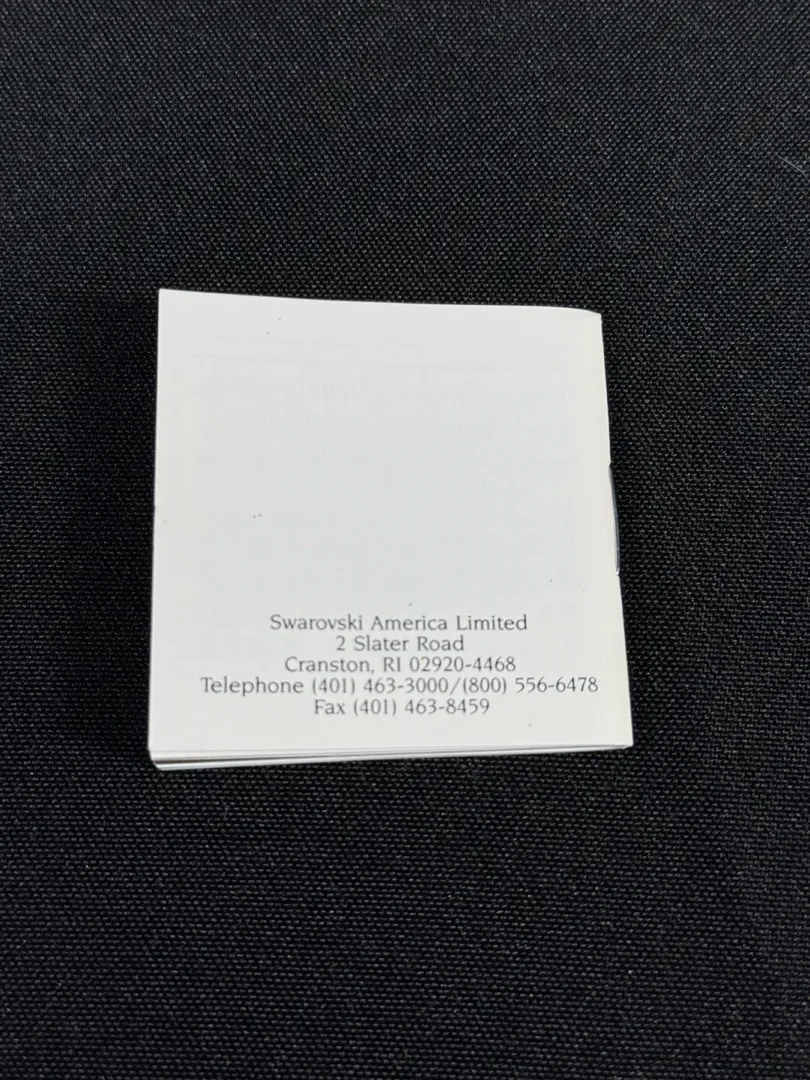 Swarovski America Limited
2 Slater Road
Cranston, RI 02920-4468
Telephone (401) 463-3000/(800) 556-6478
Fax (401) 463-8459